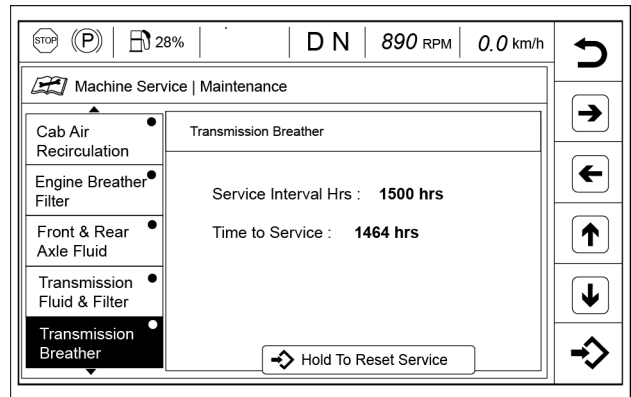 STOP (P) 28% D N 890 RPM 0.0 km/h
Machine Service | Maintenance
Cab Air
Recirculation
Engine Breather
Filter
Front & Rear
Axle Fluid
Transmission
Fluid & Filter
Transmission
Breather
Transmission Breather
Service Interval Hrs : 1500 hrs
Time to Service : 1464 hrs
Hold To Reset Service